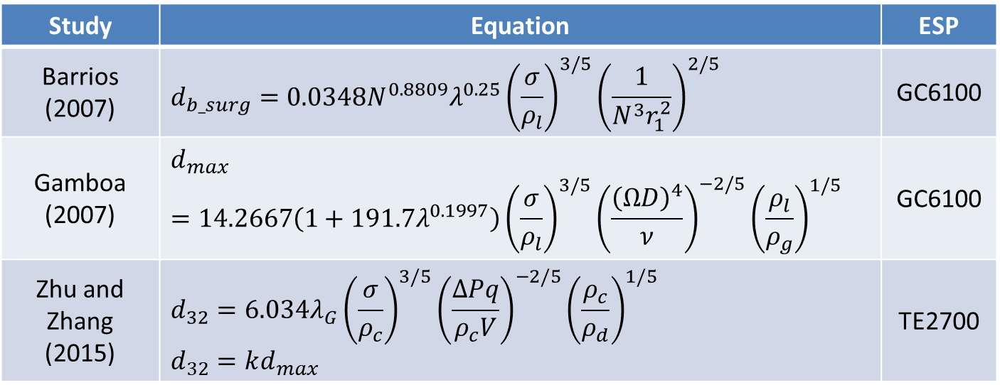 Study Equation ESP
Barrios
(2007)
$d_{b\_surg} = 0.0348N^{0.8809}\lambda^{0.25}\left(\frac{\sigma}{\rho_l}\right)^{3/5}\left(\frac{1}{N^3r_1^2}\right)^{2/5}$
GC6100
Gamboa
(2007)
$d_{max}$
$= 14.2667(1 + 191.7\lambda^{0.1997})\left(\frac{\sigma}{\rho_l}\right)^{3/5}\left(\frac{(\Omega D)^4}{\nu}\right)^{-2/5}\left(\frac{\rho_l}{\rho_g}\right)^{1/5}$
GC6100
Zhu and
Zhang
(2015)
$d_{32} = 6.034\lambda_G\left(\frac{\sigma}{\rho_c}\right)^{3/5}\left(\frac{\Delta Pq}{\rho_cV}\right)^{-2/5}\left(\frac{\rho_c}{\rho_d}\right)^{1/5}$
$d_{32} = kd_{max}$
TE2700